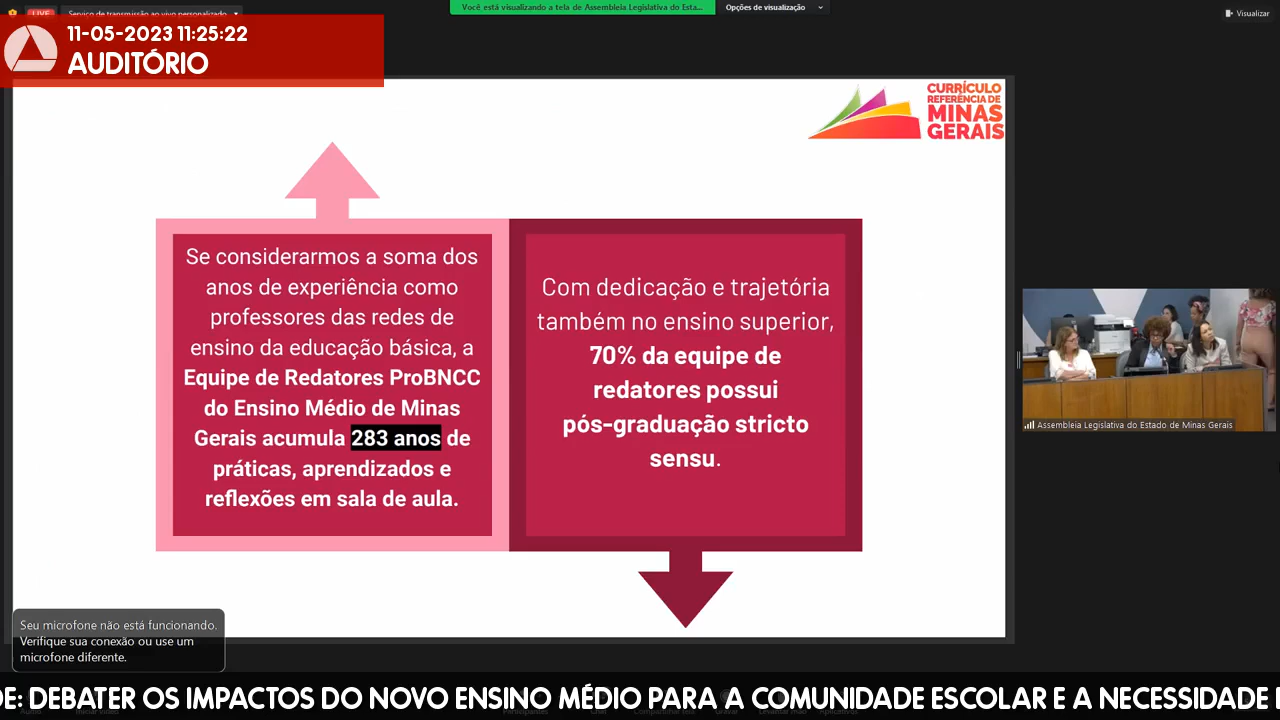 LIVE
Serviço de transmissão ao vivo personalizado
Você está visualizando a tela de Assembleia Legislativa do Esta...
Opções de visualização
Visualizar
11-05-2023 11:25:22
AUDITÓRIO
CURRÍCULO
REFERÊNCIA DE
MINAS
GERAIS
Se considerarmos a soma dos
anos de experiência como
professores das redes de
ensino da educação básica, a
Equipe de Redatores ProBNCC
do Ensino Médio de Minas
Gerais acumula 283 anos de
práticas, aprendizados e
reflexões em sala de aula.
Com dedicação e trajetória
também no ensino superior,
70% da equipe de
redatores possui
pós-graduação stricto
sensu.
Assembleia Legislativa do Estado de Minas Gerais
Seu microfone não está funcionando.
Verifique sua conexão ou use um
microfone diferente.
DE: DEBATER OS IMPACTOS DO NOVO ENSINO MÉDIO PARA A COMUNIDADE ESCOLAR E A NECESSIDADE